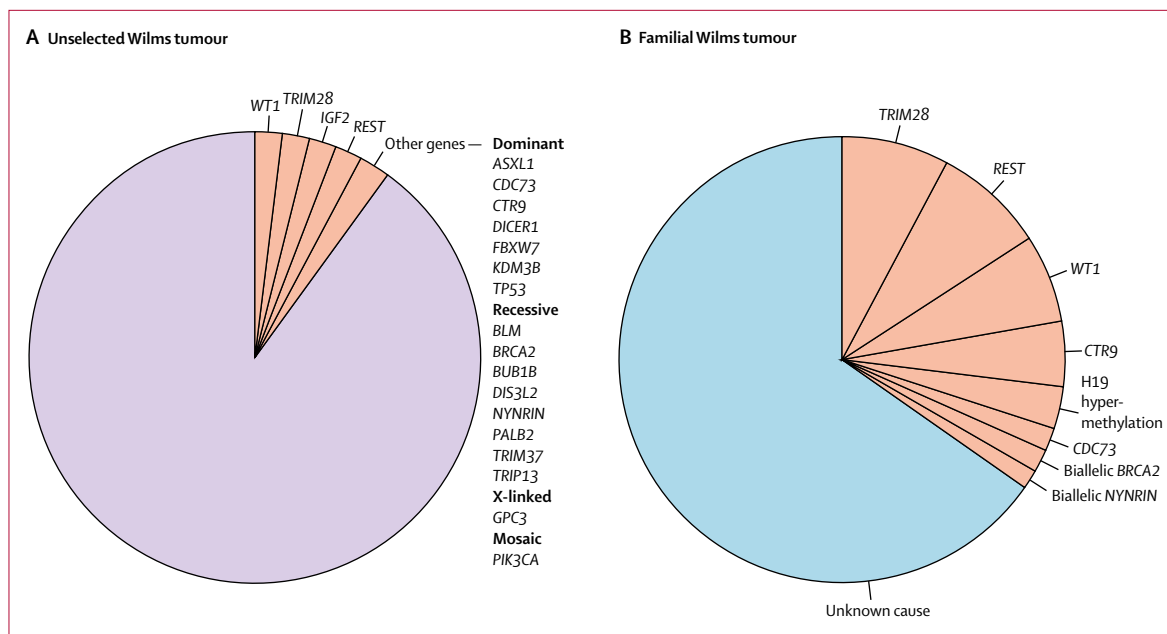 A Unselected Wilms tumour
WT1
TRIM28
IGF2
REST
Other genes
Dominant
ASXL1
CDC73
CTR9
DICER1
FBXW7
KDM3B
TP53
Recessive
BLM
BRCA2
BUB1B
DIS3L2
NYNRIN
PALB2
TRIM37
TRIP13
X-linked
GPC3
Mosaic
PIK3CA
B Familial Wilms tumour
TRIM28
REST
WT1
CTR9
H19
hyper-
methylation
CDC73
Biallelic BRCA2
Biallelic NYNRIN
Unknown cause